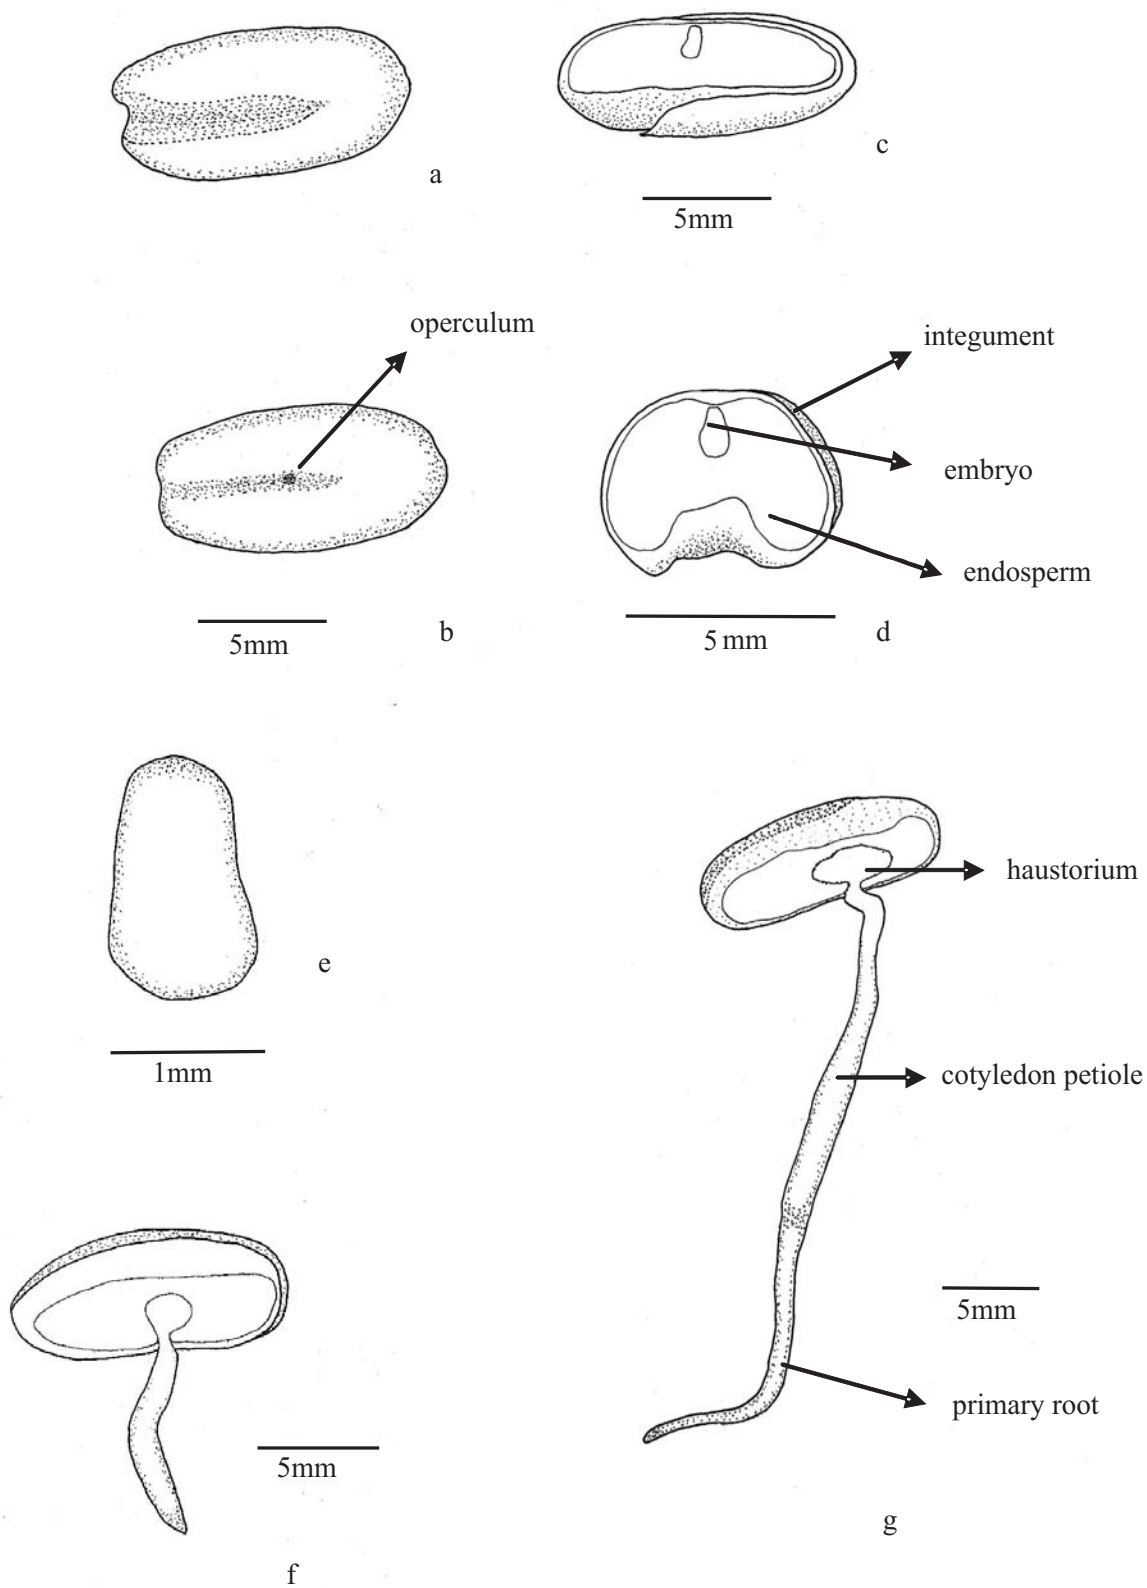 a
c
5mm
operculum
integument
embryo
endosperm
5mm
b
5 mm
d
haustorium
e
1mm
cotyledon petiole
5mm
primary root
5mm
g
f